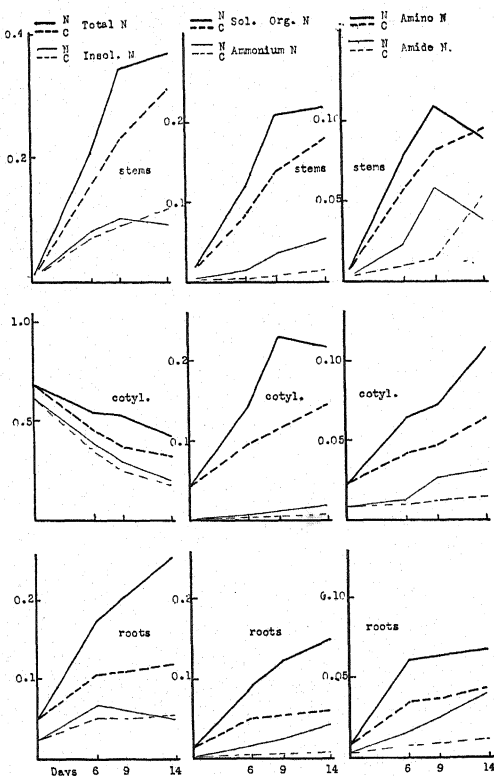 N Total N N Sol. Org. N N Amino N
C C C
N Insol. N N Ammonium N N Amide N.
C C C
0.4
0.2 0.2 0.10
stems stems stems
0.1 0.05
1.0
0.2 0.10
cotyl. cotyl. cotyl.
0.5 0.1 0.05
0.2 0.2 0.10
roots roots roots
0.1 0.1 0.05
Days 6 9 14 6 9 14 6 9 14